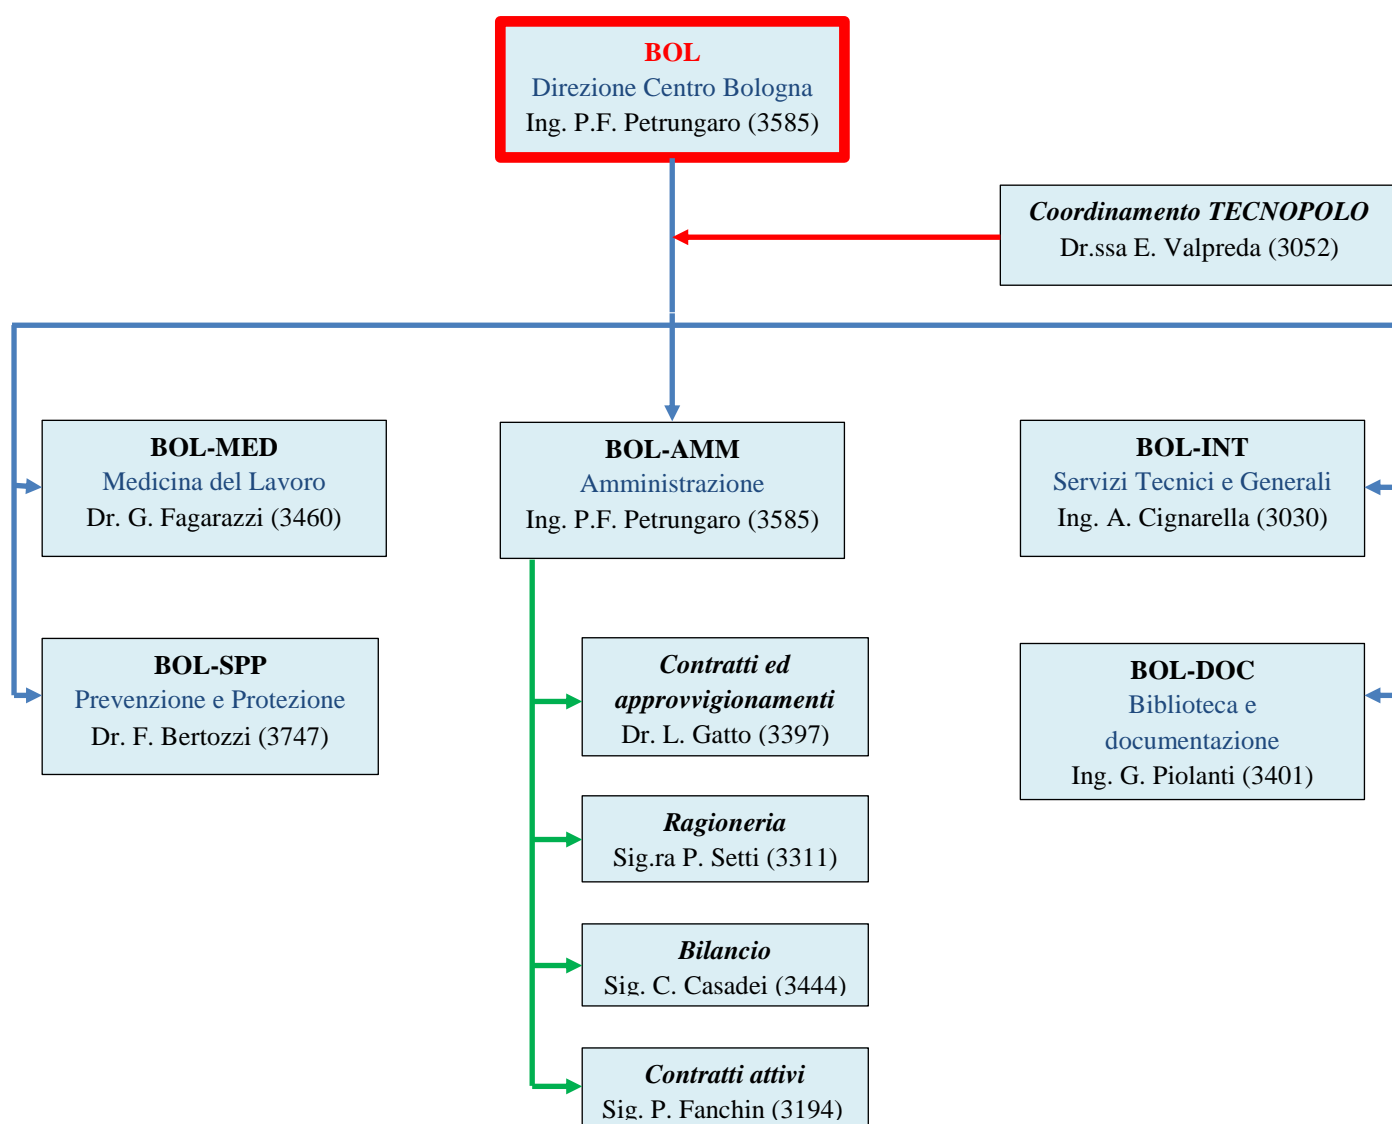 BOL
Direzione Centro Bologna
Ing. P.F. Petrungaro (3585)
Coordinamento TECNOPOLO
Dr.ssa E. Valpreda (3052)
BOL-MED
Medicina del Lavoro
Dr. G. Fagarazzi (3460)
BOL-AMM
Amministrazione
Ing. P.F. Petrungaro (3585)
BOL-INT
Servizi Tecnici e Generali
Ing. A. Cignarella (3030)
BOL-SPP
Prevenzione e Protezione
Dr. F. Bertozzi (3747)
Contratti ed
approvvigionamenti
Dr. L. Gatto (3397)
BOL-DOC
Biblioteca e
documentazione
Ing. G. Piolanti (3401)
Ragioneria
Sig.ra P. Setti (3311)
Bilancio
Sig. C. Casadei (3444)
Contratti attivi
Sig. P. Fanchin (3194)